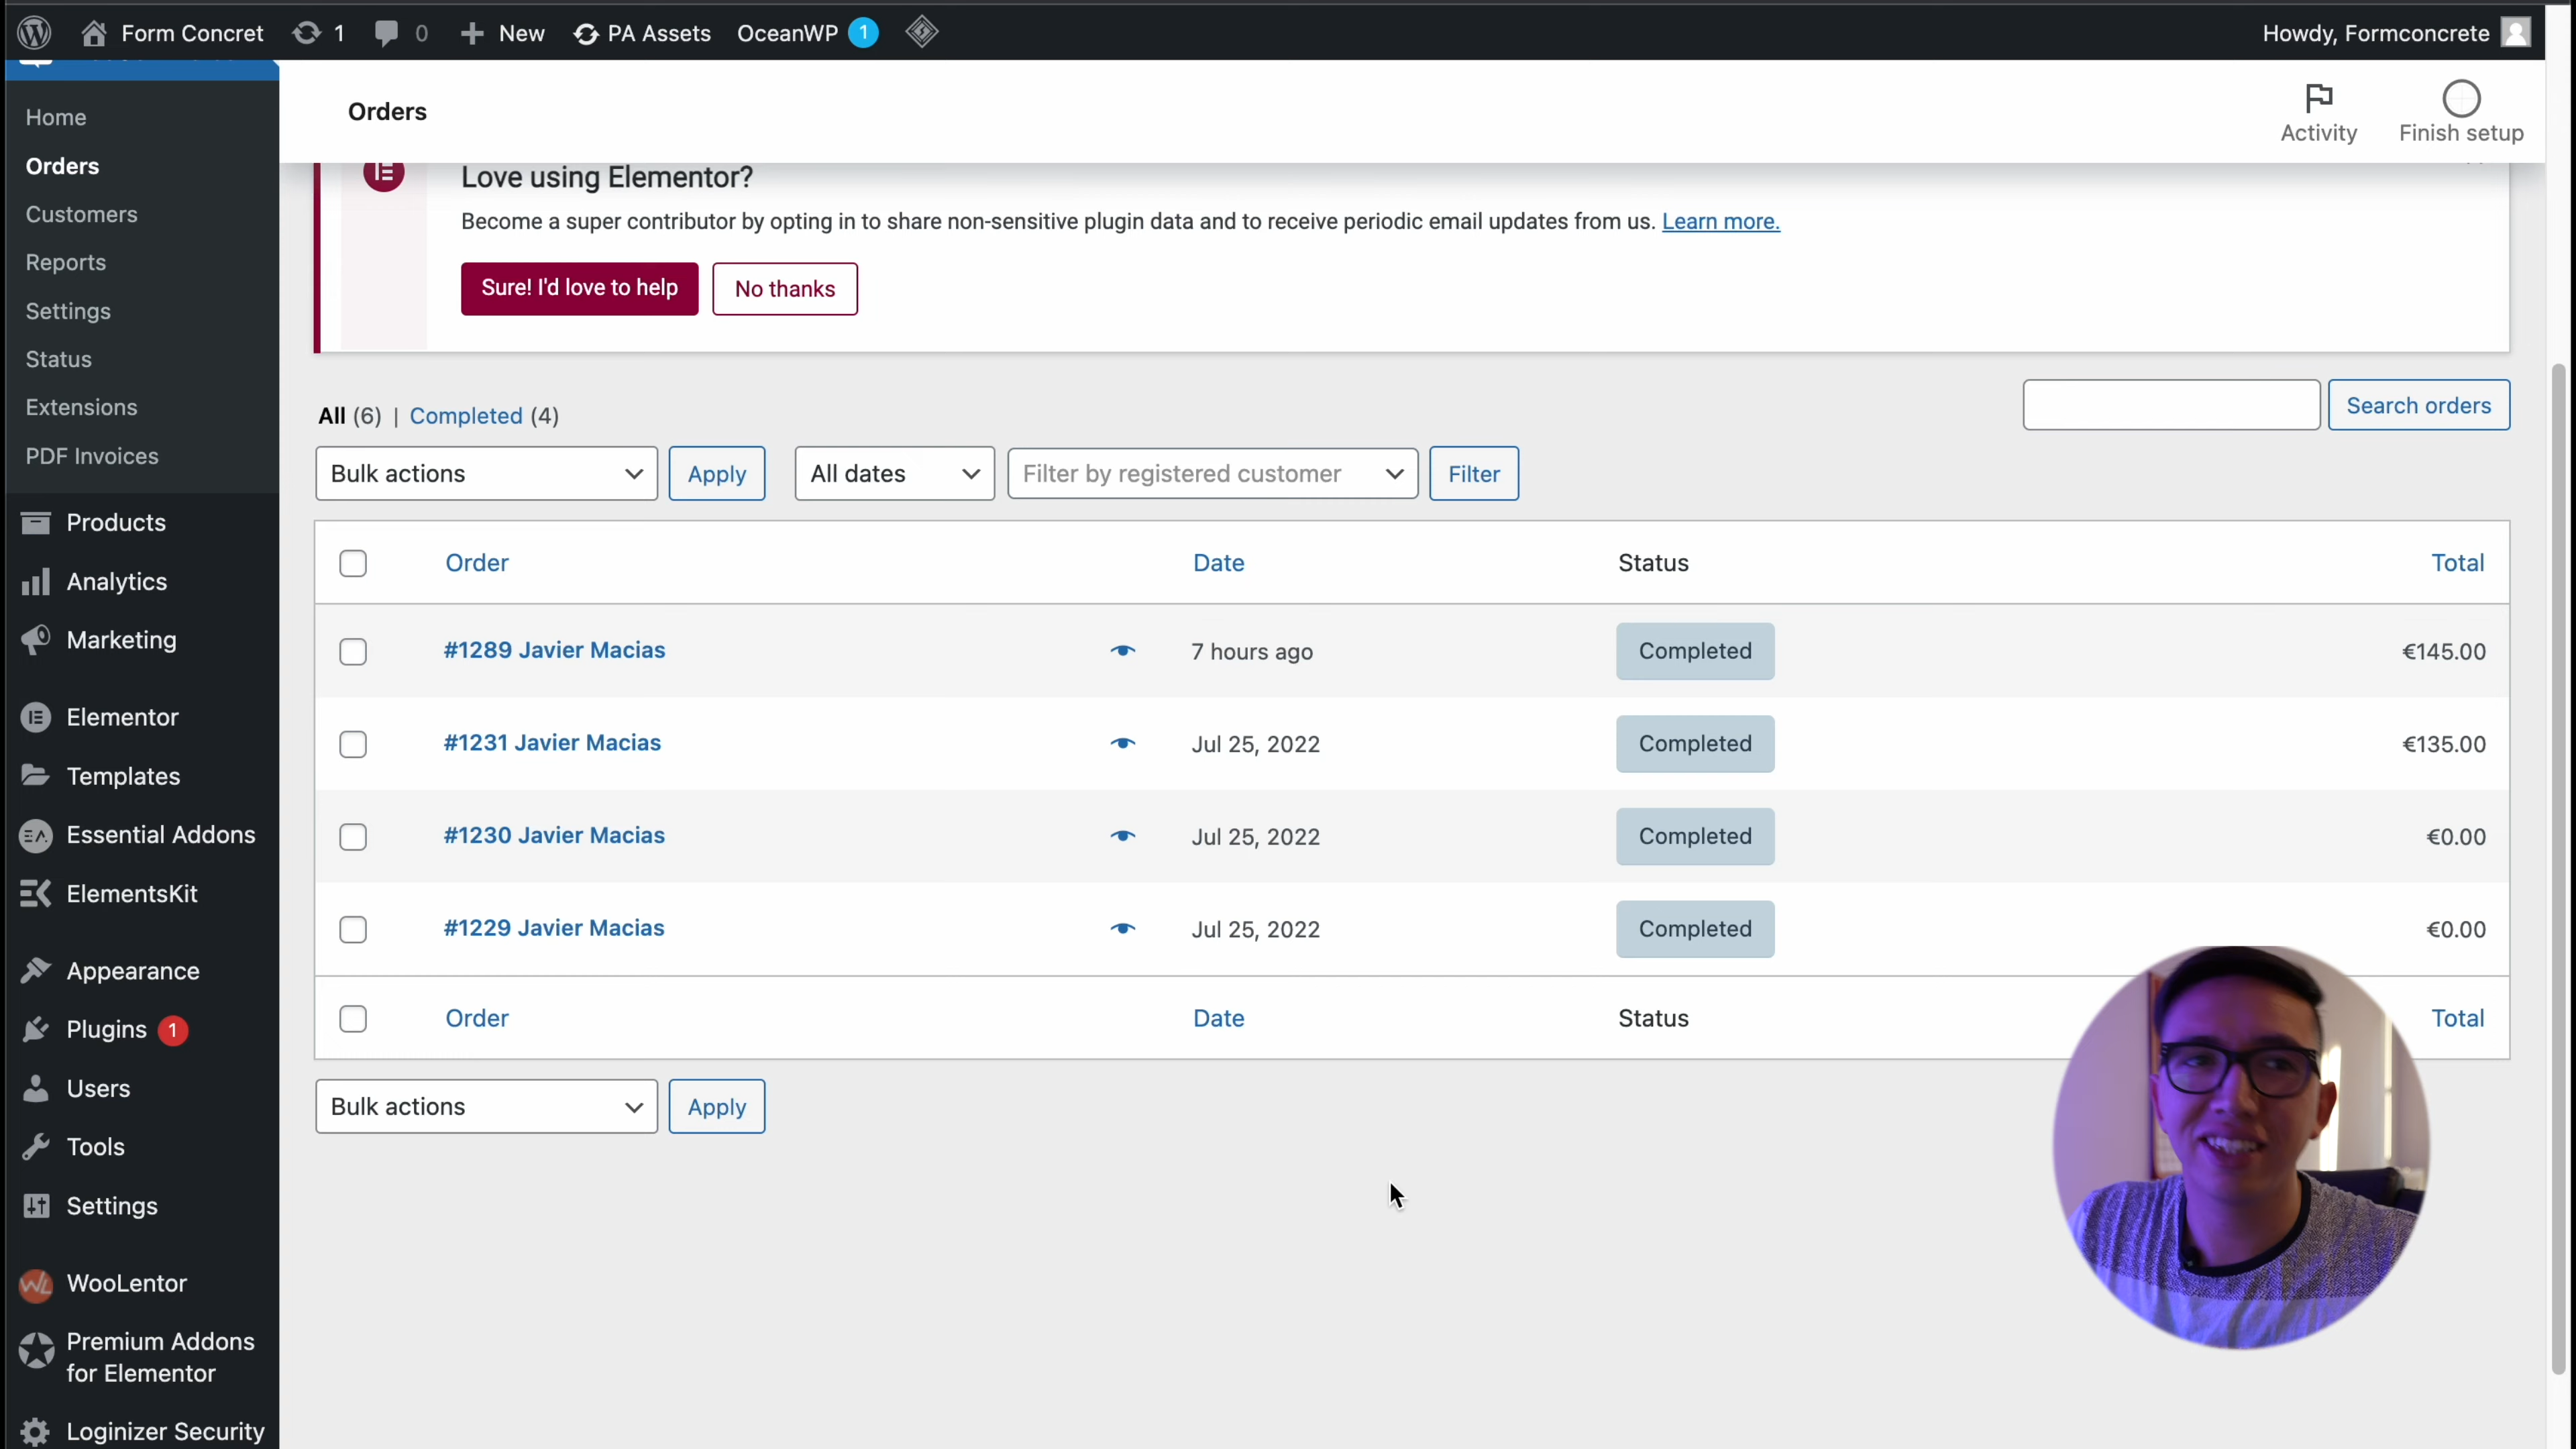 Form Concret 1 0 New PA Assets OceanWP 1 Howdy, Formconcrete
Home
Orders
Customers
Reports
Settings
Status
Extensions
PDF Invoices
Products
Analytics
Marketing
Elementor
Templates
Essential Addons
ElementsKit
Appearance
Plugins 1
Users
Tools
Settings
WooLentor
Premium Addons
for Elementor
Loginizer Security
Orders
Activity
Finish setup
Love using Elementor?
Become a super contributor by opting in to share non-sensitive plugin data and to receive periodic email updates from us. Learn more.
Sure! I'd love to help No thanks
All (6) | Completed (4)
Search orders
Bulk actions Apply All dates Filter by registered customer Filter
Order Date Status Total
#1289 Javier Macias 7 hours ago Completed €145.00
#1231 Javier Macias Jul 25, 2022 Completed €135.00
#1230 Javier Macias Jul 25, 2022 Completed €0.00
#1229 Javier Macias Jul 25, 2022 Completed €0.00
Order Date Status Total
Bulk actions Apply